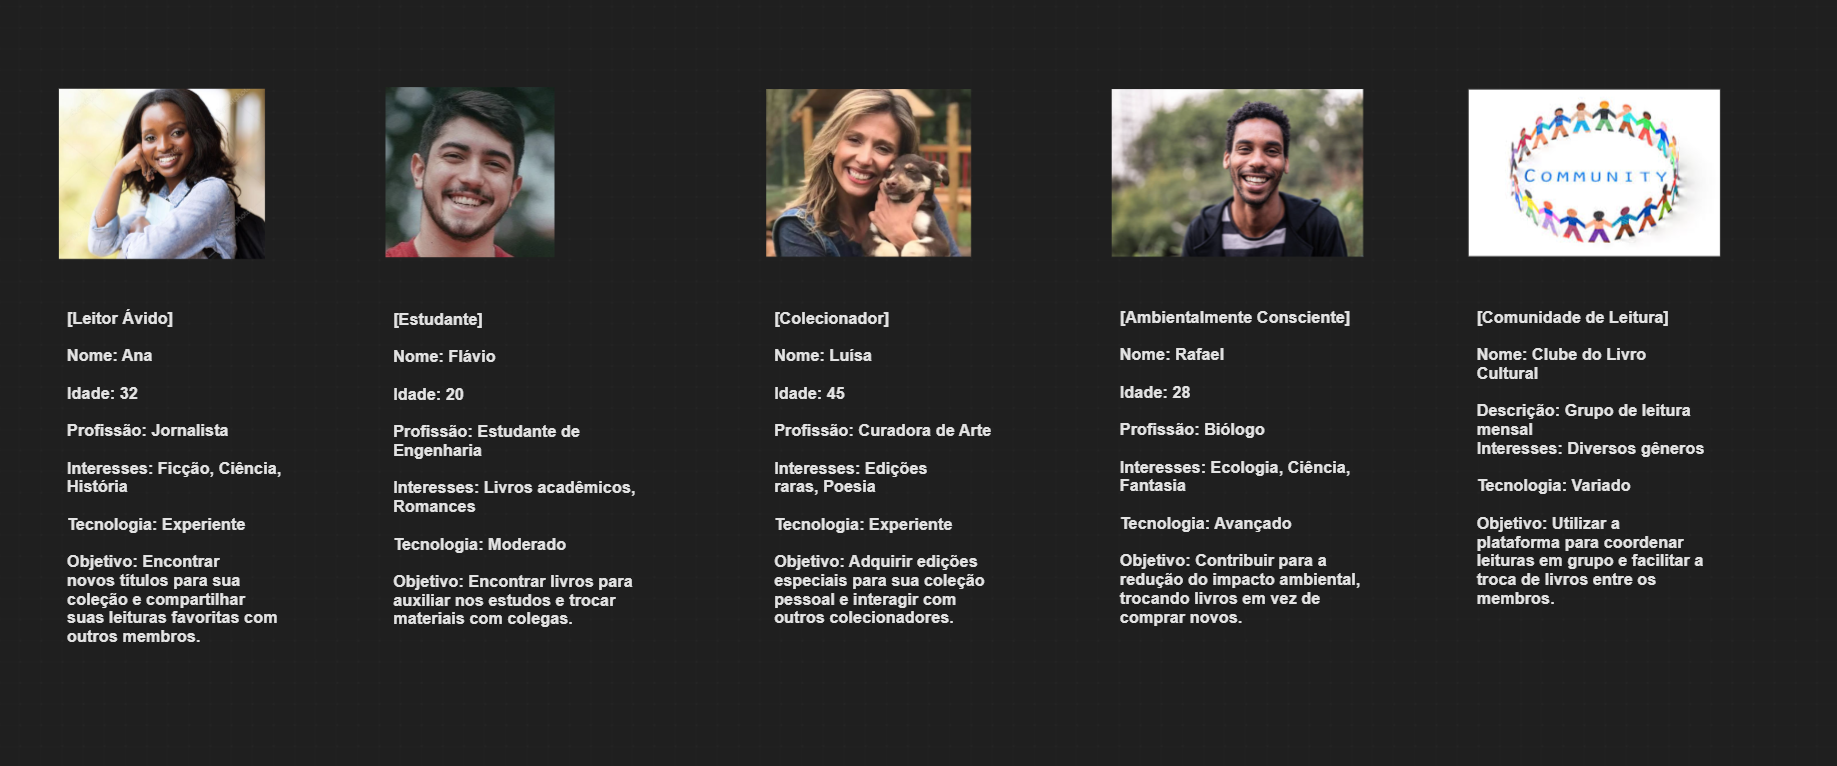 COMMUNITY
[Leitor Ávido]
Nome: Ana
Idade: 32
Profissão: Jornalista
Interesses: Ficção, Ciência,
História
Tecnologia: Experiente
Objetivo: Encontrar
novos títulos para sua
coleção e compartilhar
suas leituras favoritas com
outros membros.
[Estudante]
Nome: Flávio
Idade: 20
Profissão: Estudante de
Engenharia
Interesses: Livros acadêmicos,
Romances
Tecnologia: Moderado
Objetivo: Encontrar livros para
auxiliar nos estudos e trocar
materiais com colegas.
[Colecionador]
Nome: Luísa
Idade: 45
Profissão: Curadora de Arte
Interesses: Edições
raras, Poesia
Tecnologia: Experiente
Objetivo: Adquirir edições
especiais para sua coleção
pessoal e interagir com
outros colecionadores.
[Ambientalmente Consciente]
Nome: Rafael
Idade: 28
Profissão: Biólogo
Interesses: Ecologia, Ciência,
Fantasia
Tecnologia: Avançado
Objetivo: Contribuir para a
redução do impacto ambiental,
trocando livros em vez de
comprar novos.
[Comunidade de Leitura]
Nome: Clube do Livro
Cultural
Descrição: Grupo de leitura
mensal
Interesses: Diversos gêneros
Tecnologia: Variado
Objetivo: Utilizar a
plataforma para coordenar
leituras em grupo e facilitar a
troca de livros entre os
membros.